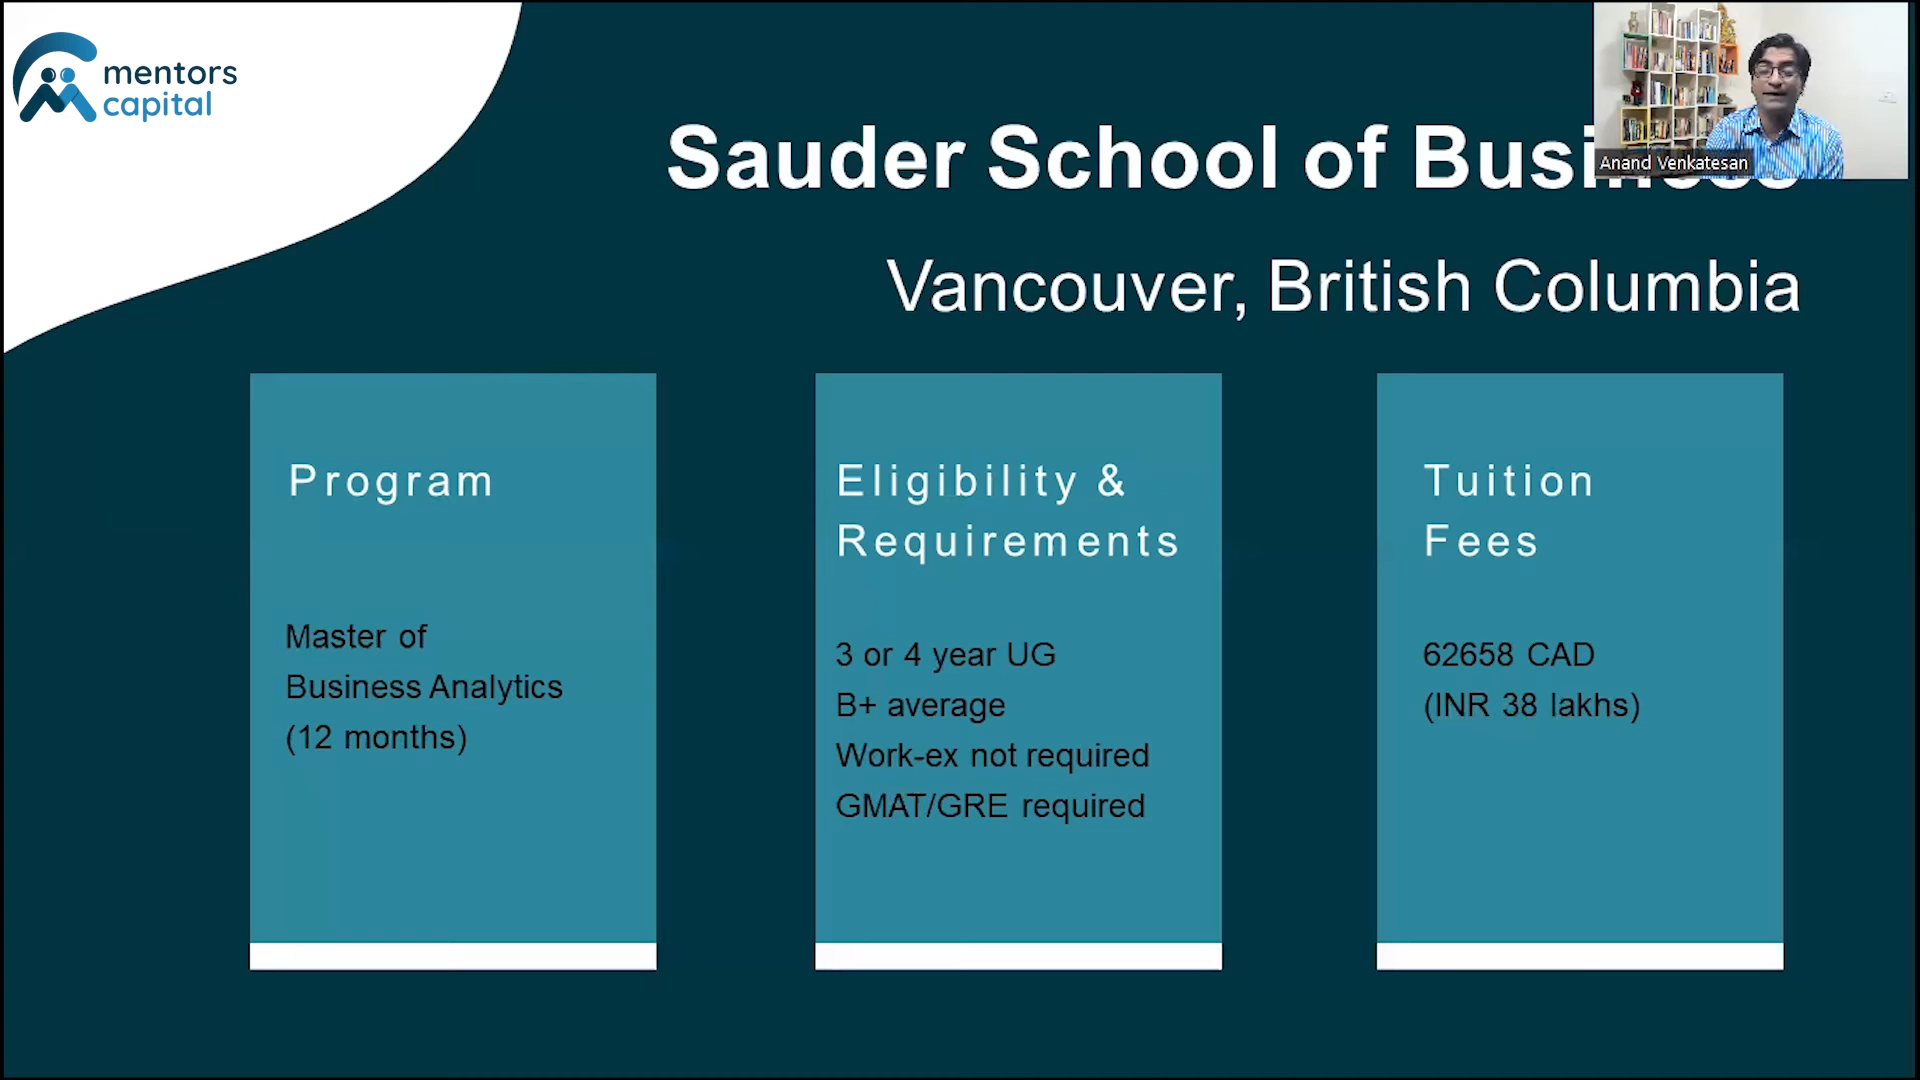 mentors
capital
Anand Venkatesan
Sauder School of Business
Vancouver, British Columbia
Program
Master of
Business Analytics
(12 months)
Eligibility &
Requirements
3 or 4 year UG
B+ average
Work-ex not required
GMAT/GRE required
Tuition
Fees
62658 CAD
(INR 38 lakhs)